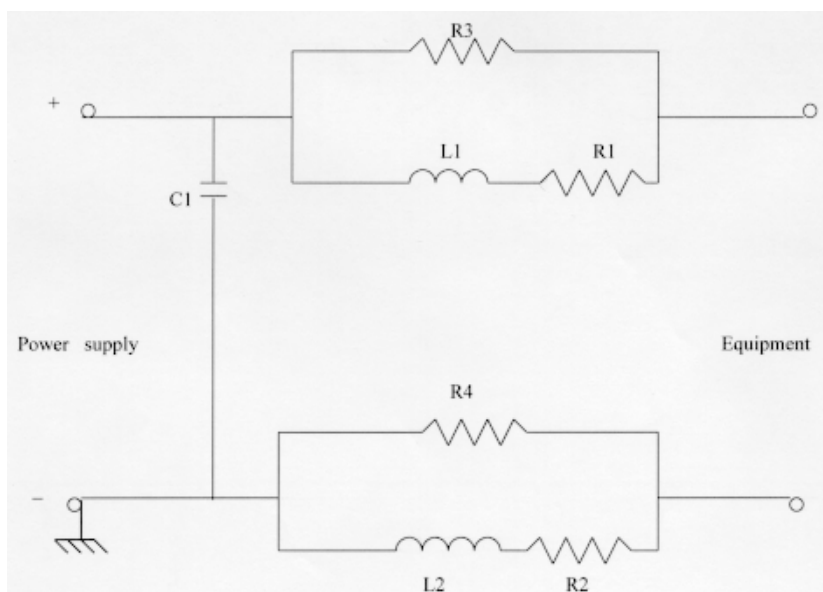 R3
+
L1 R1
C1
Power supply Equipment
R4
–
L2 R2